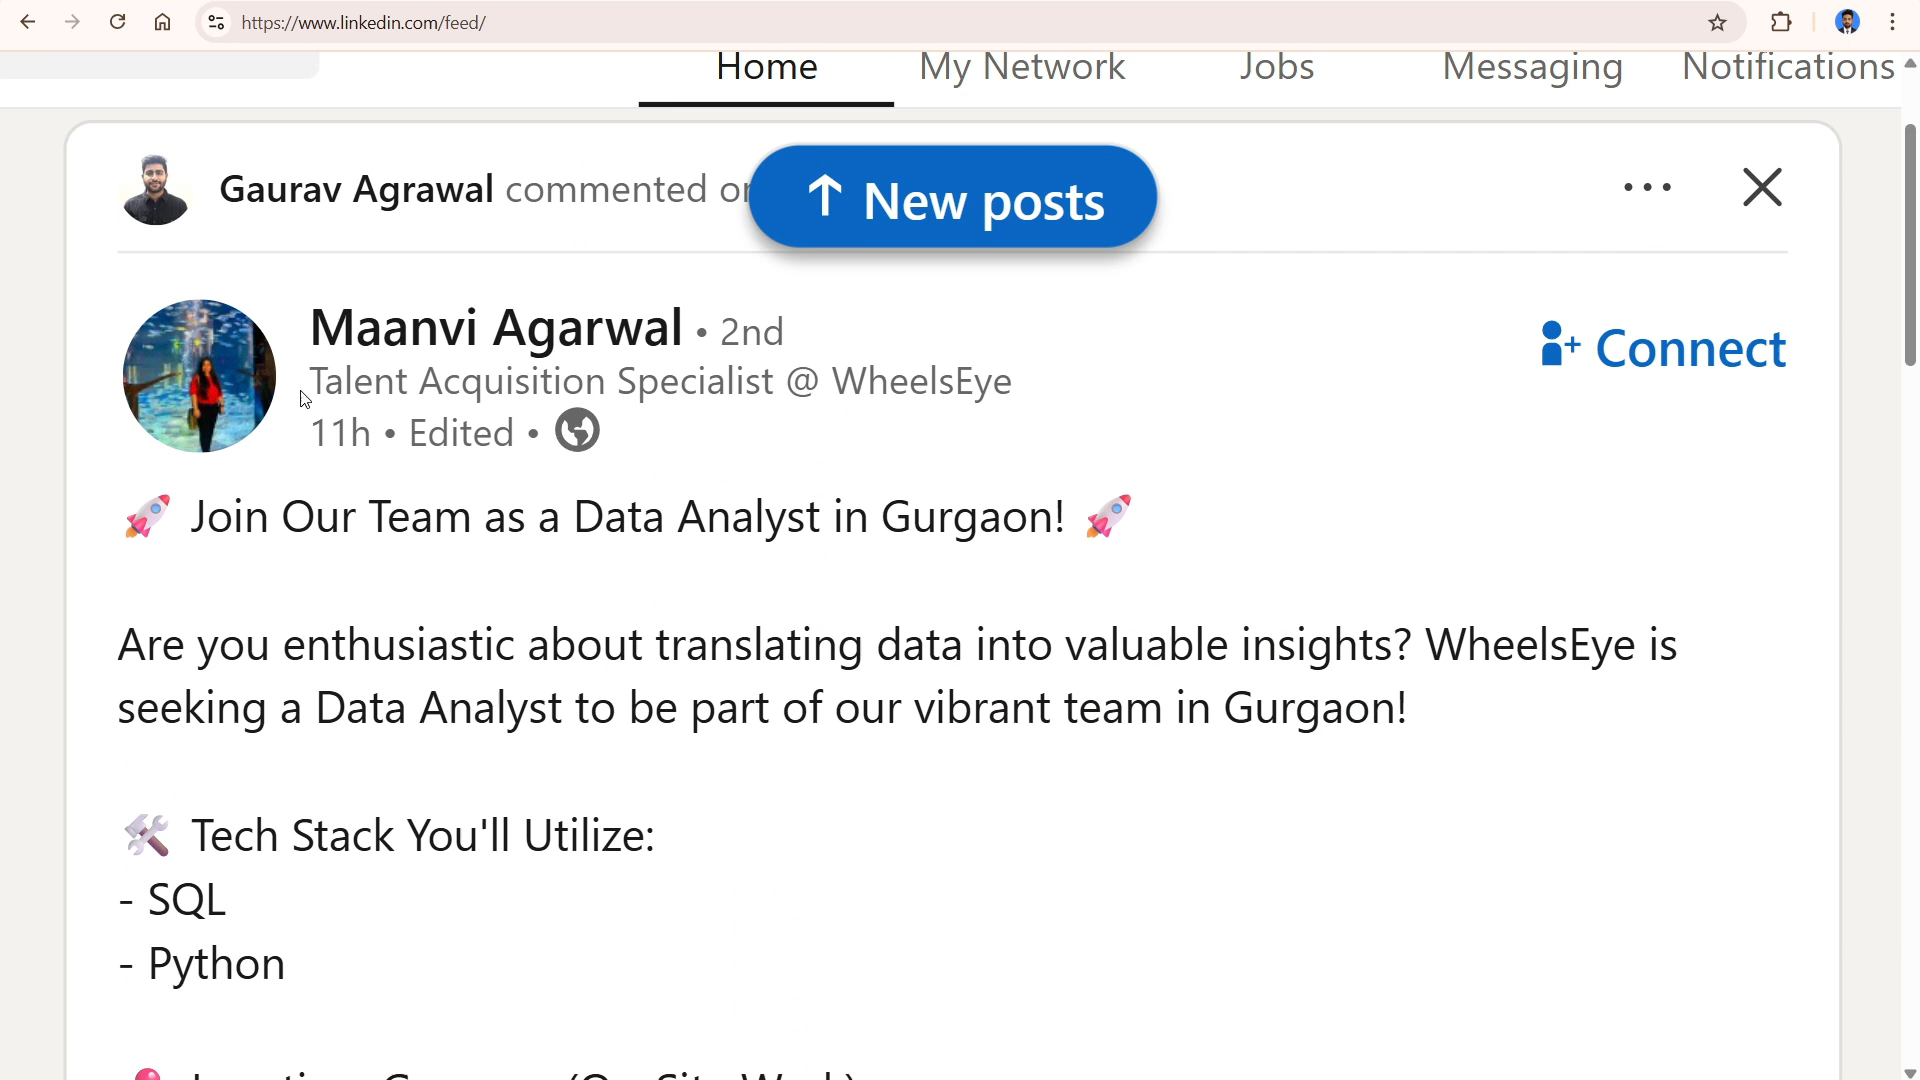 https://www.linkedin.com/feed/
Home My Network Jobs Messaging Notifications
Gaurav Agrawal commented
↑ New posts
Maanvi Agarwal • 2nd
Connect
Talent Acquisition Specialist @ WheelsEye
11h • Edited •
🚀 Join Our Team as a Data Analyst in Gurgaon! 🚀
Are you enthusiastic about translating data into valuable insights? WheelsEye is
seeking a Data Analyst to be part of our vibrant team in Gurgaon!
🛠 Tech Stack You'll Utilize:
- SQL
- Python